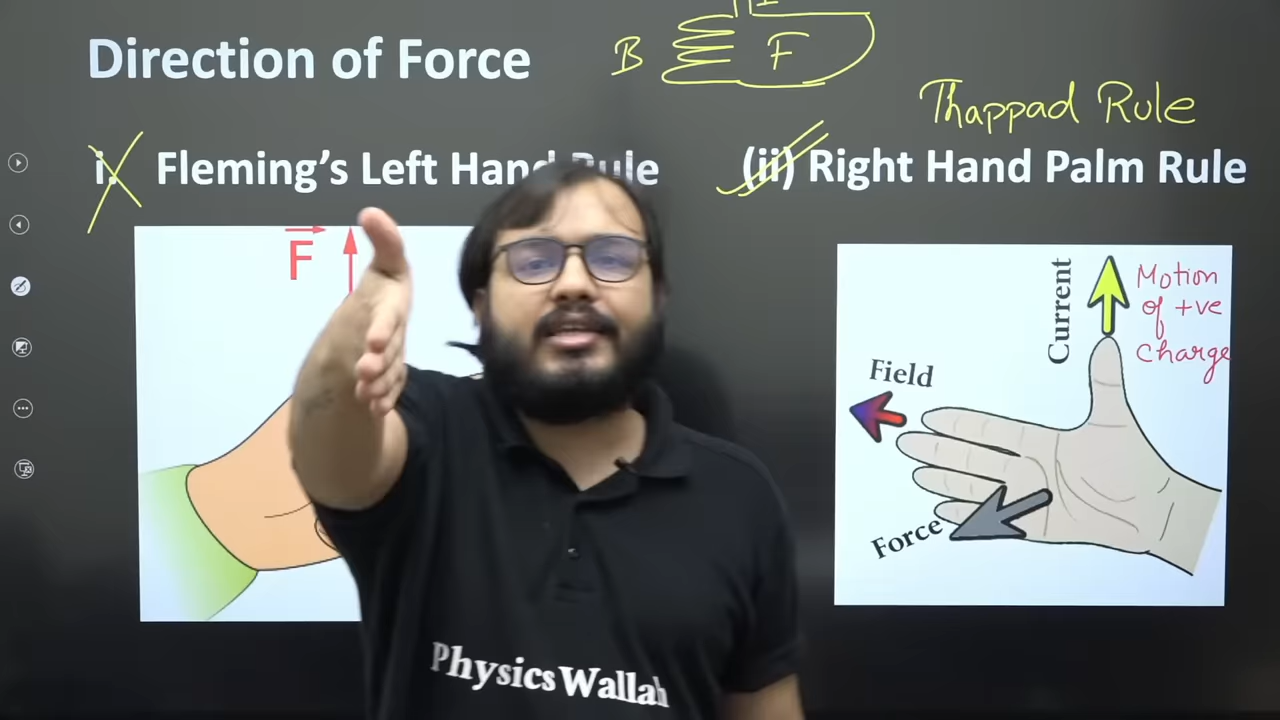 Direction of Force
I
B
F
Thappad Rule
i. Fleming's Left Hand Rule
(ii) Right Hand Palm Rule
F
Current
Motion
of +ve
Charge
Field
Force
Physics Wallah